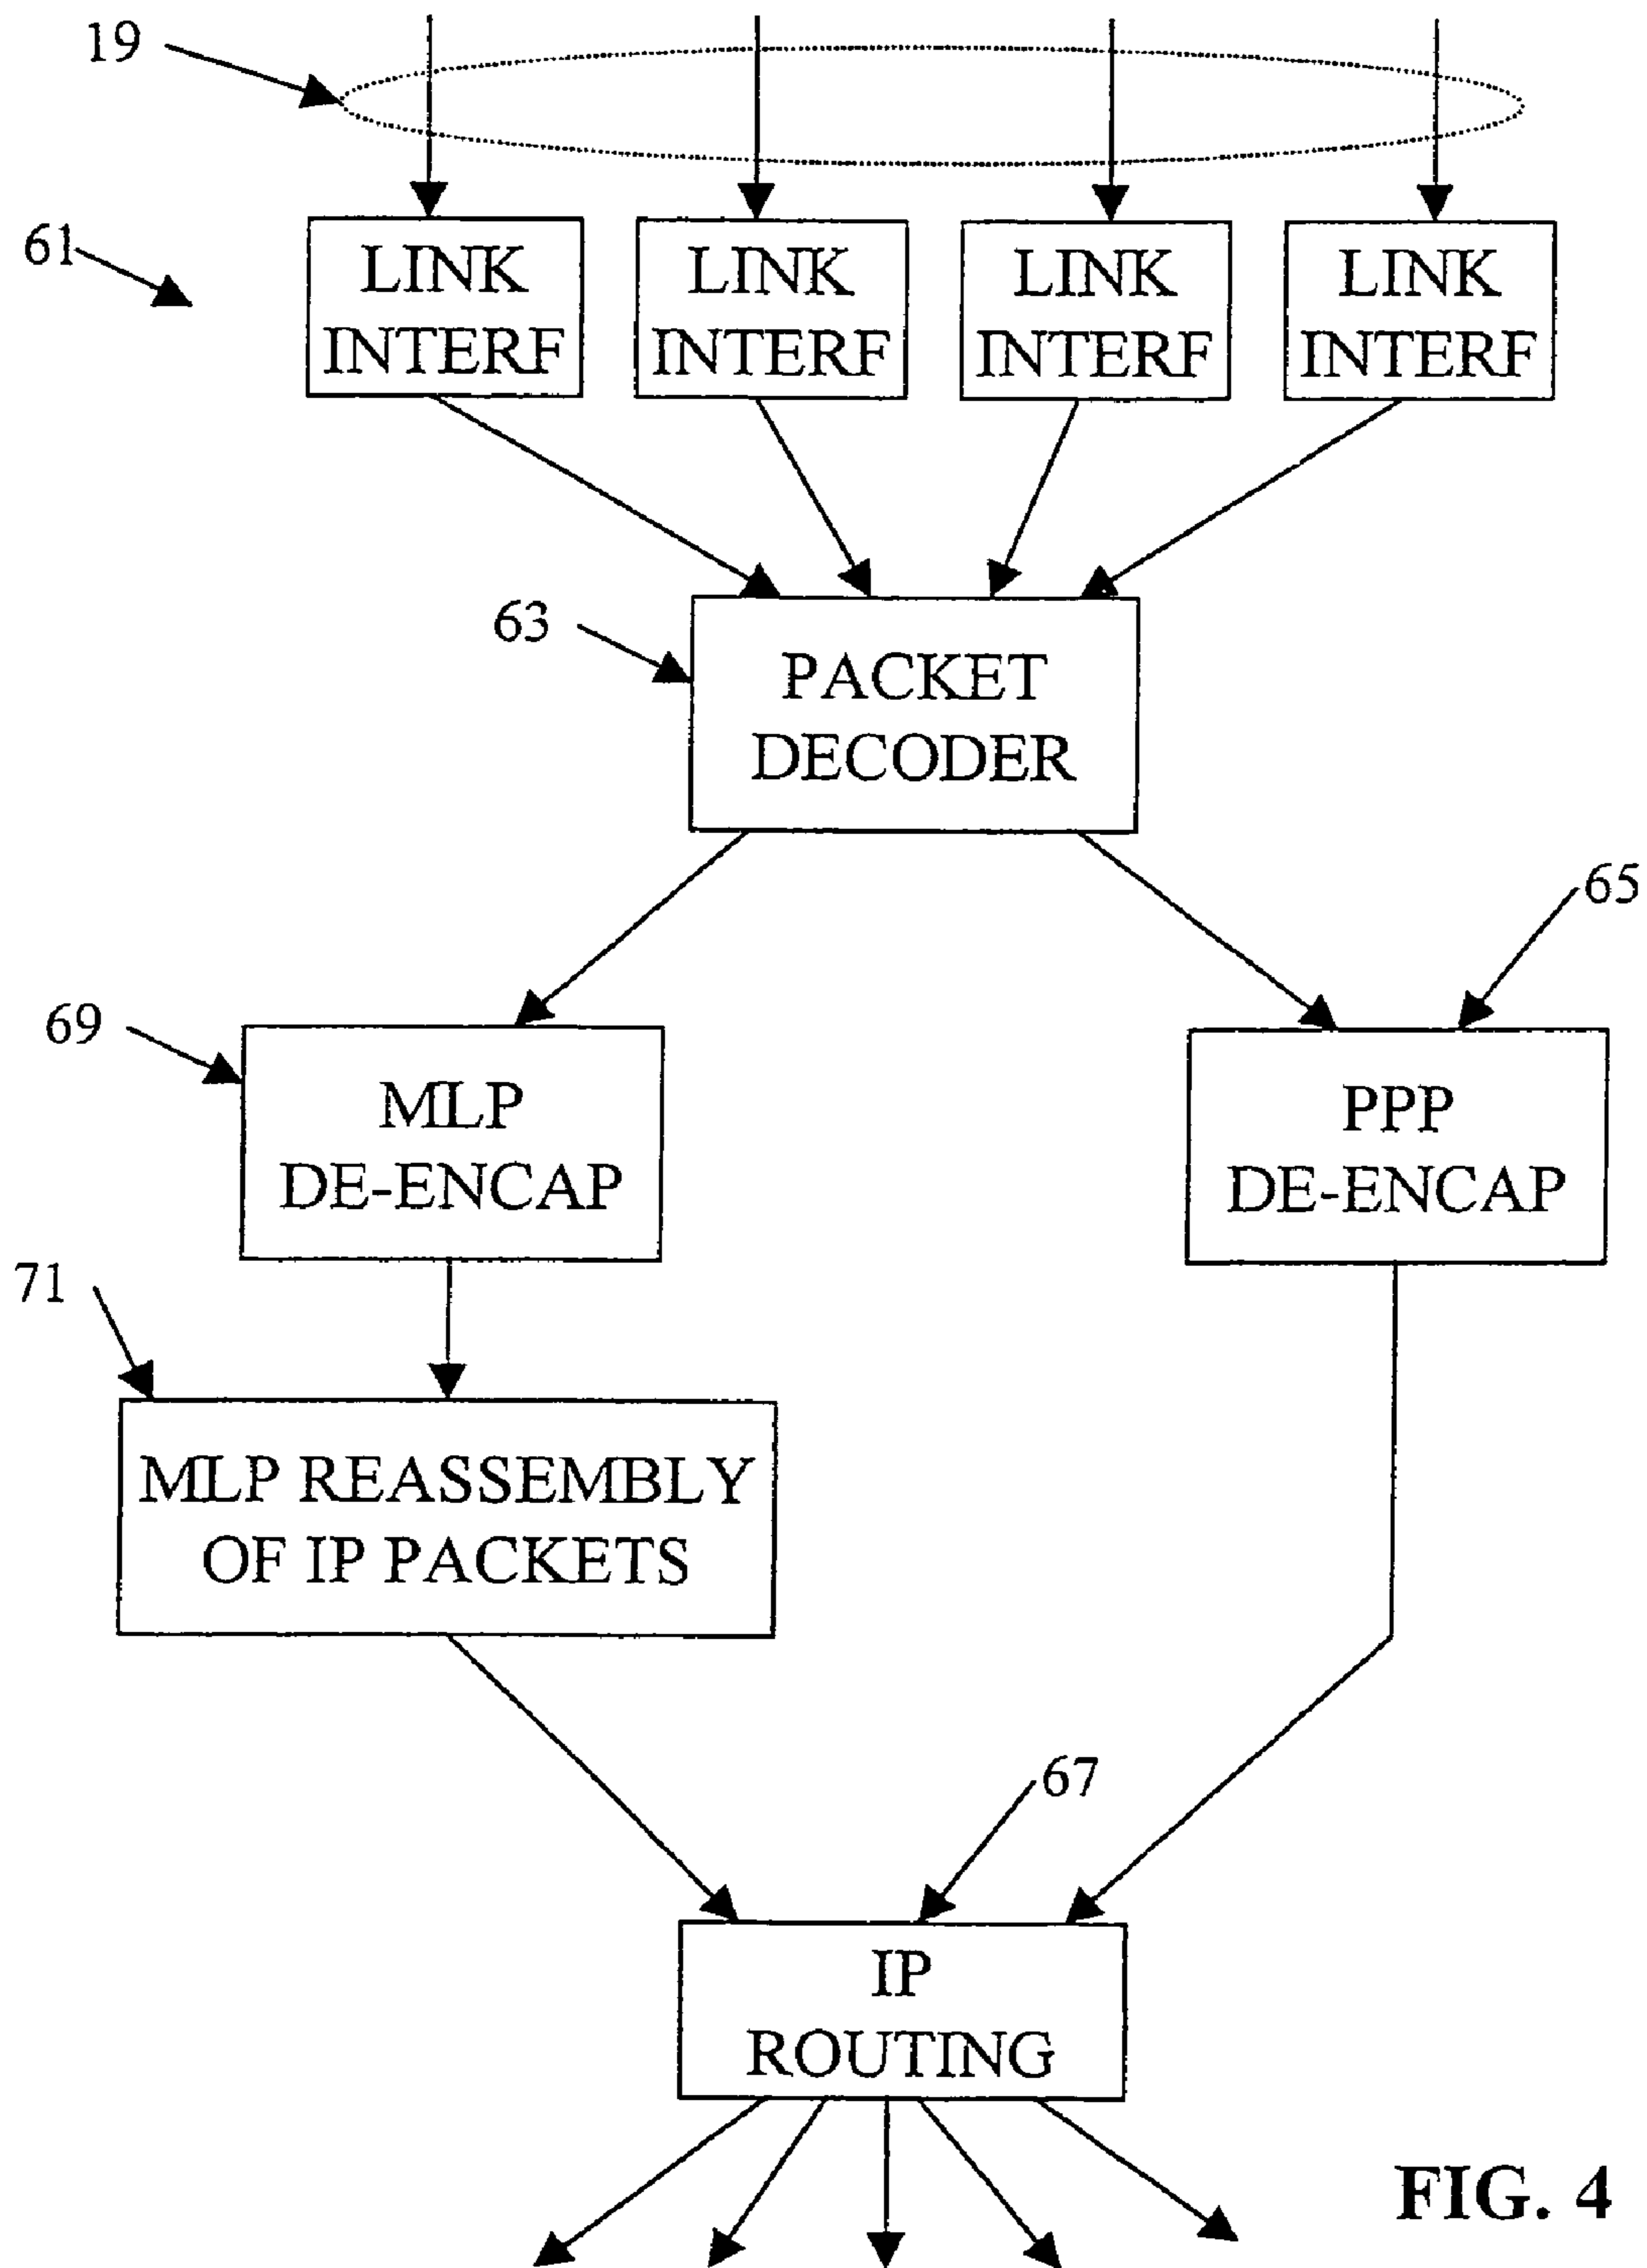 19
61
LINK
INTERF
LINK
INTERF
LINK
INTERF
LINK
INTERF
63
PACKET
DECODER
65
69
MLP
DE-ENCAP
PPP
DE-ENCAP
71
MLP REASSEMBLY
OF IP PACKETS
67
IP
ROUTING
FIG. 4